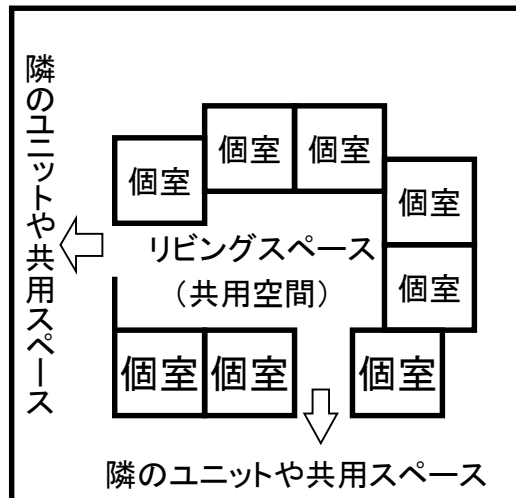 隣のユニットや共用スペース
個室 個室
個室
個室
リビングスペース
（共用空間）
個室
個室 個室 個室
隣のユニットや共用スペース